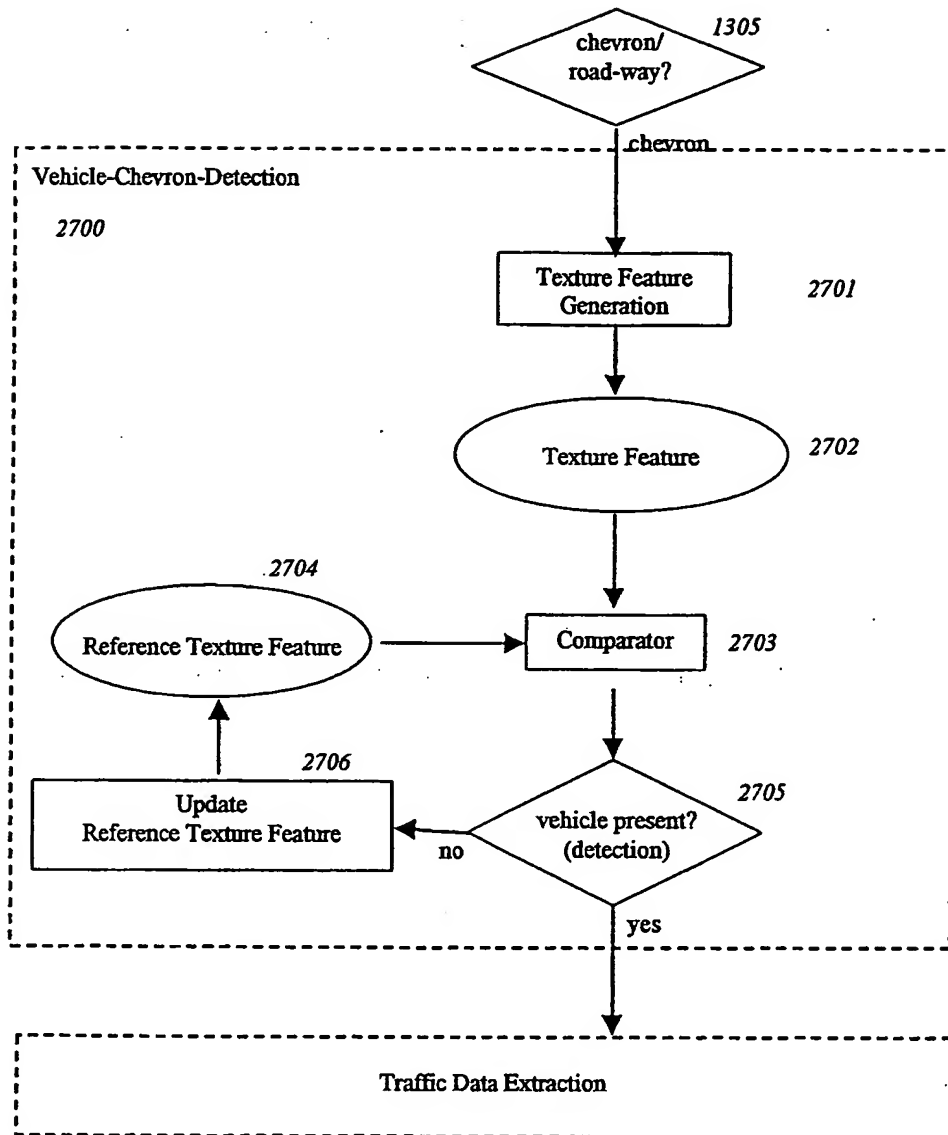 1305
chevron/
road-way?
chevron
Vehicle-Chevron-Detection
2700
Texture Feature
Generation
2701
Texture Feature
2702
2704
Reference Texture Feature
Comparator
2703
2706
Update
Reference Texture Feature
2705
vehicle present?
(detection)
no
yes
Traffic Data Extraction